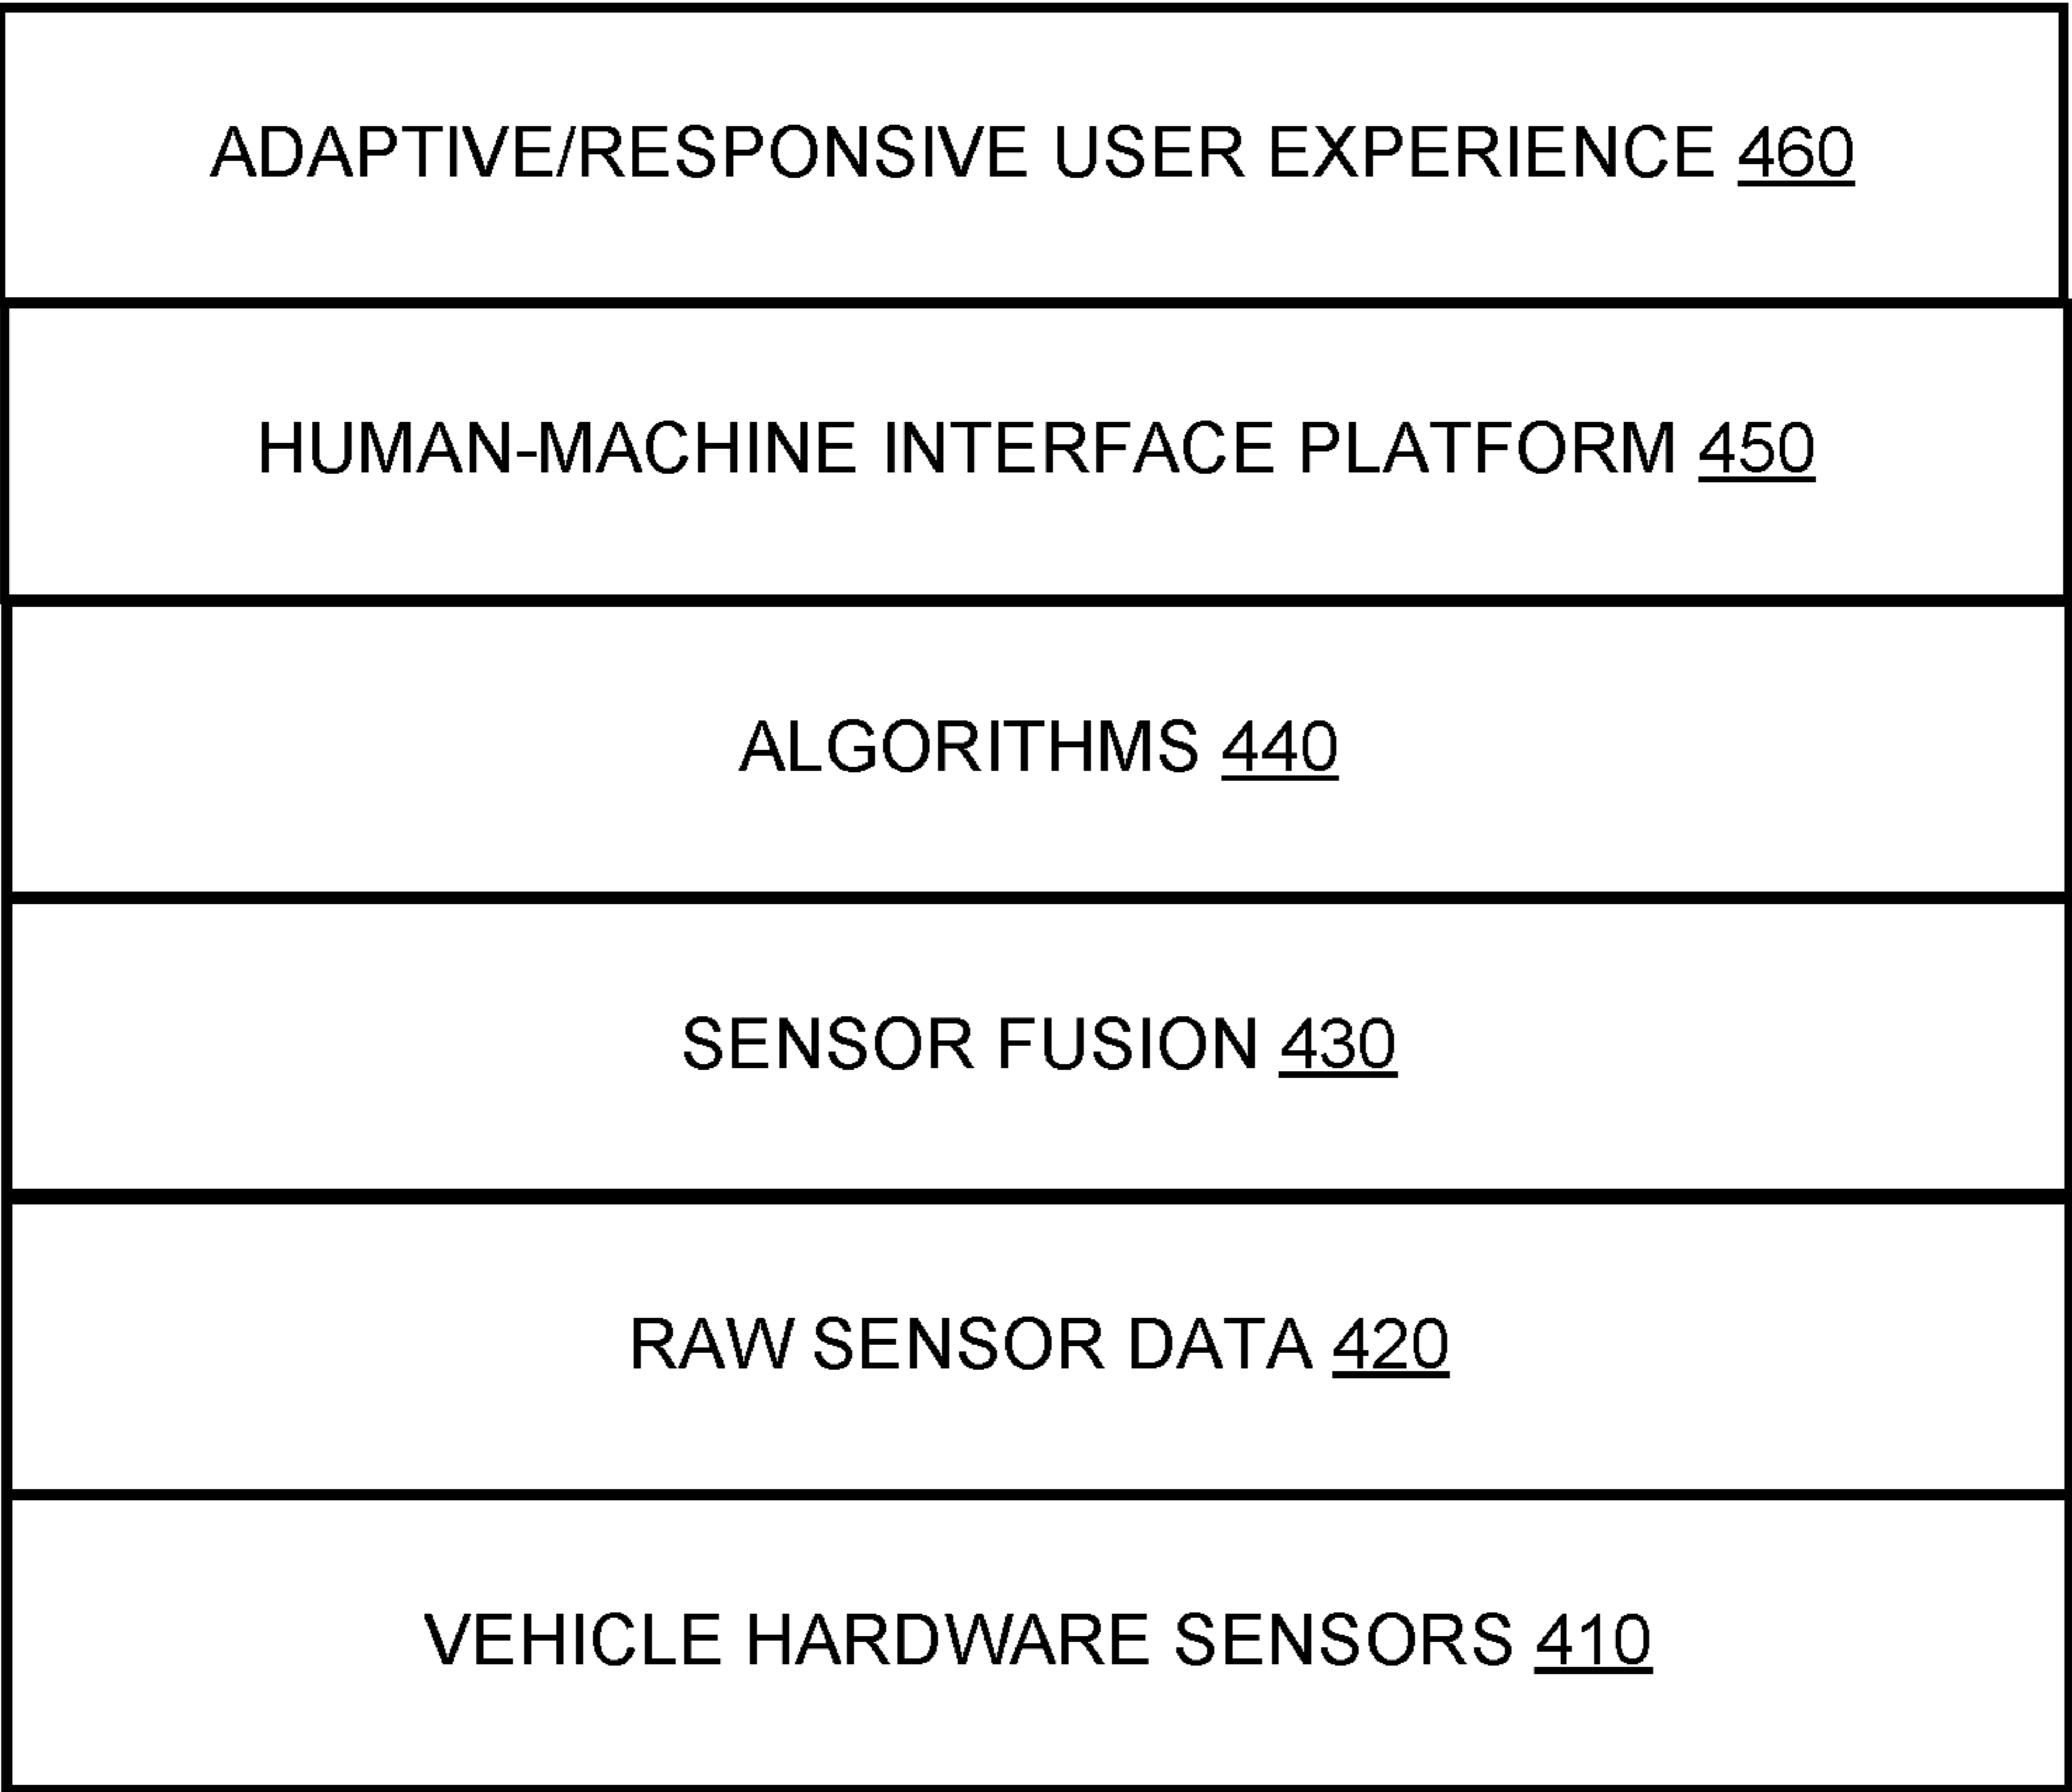 ADAPTIVE/RESPONSIVE USER EXPERIENCE 460
HUMAN-MACHINE INTERFACE PLATFORM 450
ALGORITHMS 440
SENSOR FUSION 430
RAW SENSOR DATA 420
VEHICLE HARDWARE SENSORS 410